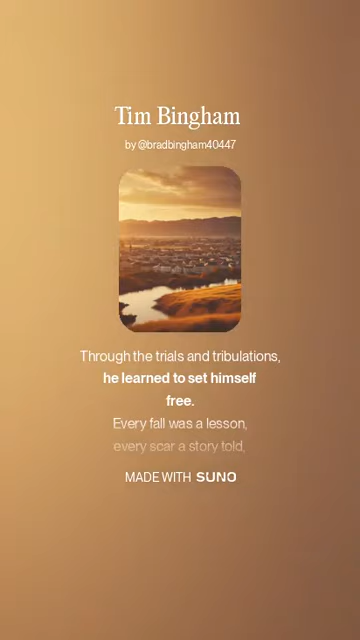 Tim Bingham
by @bradbingham40447
Through the trials and tribulations,
he learned to set himself
free.
Every fall was a lesson,
every scar a story told,
MADE WITH SUNO